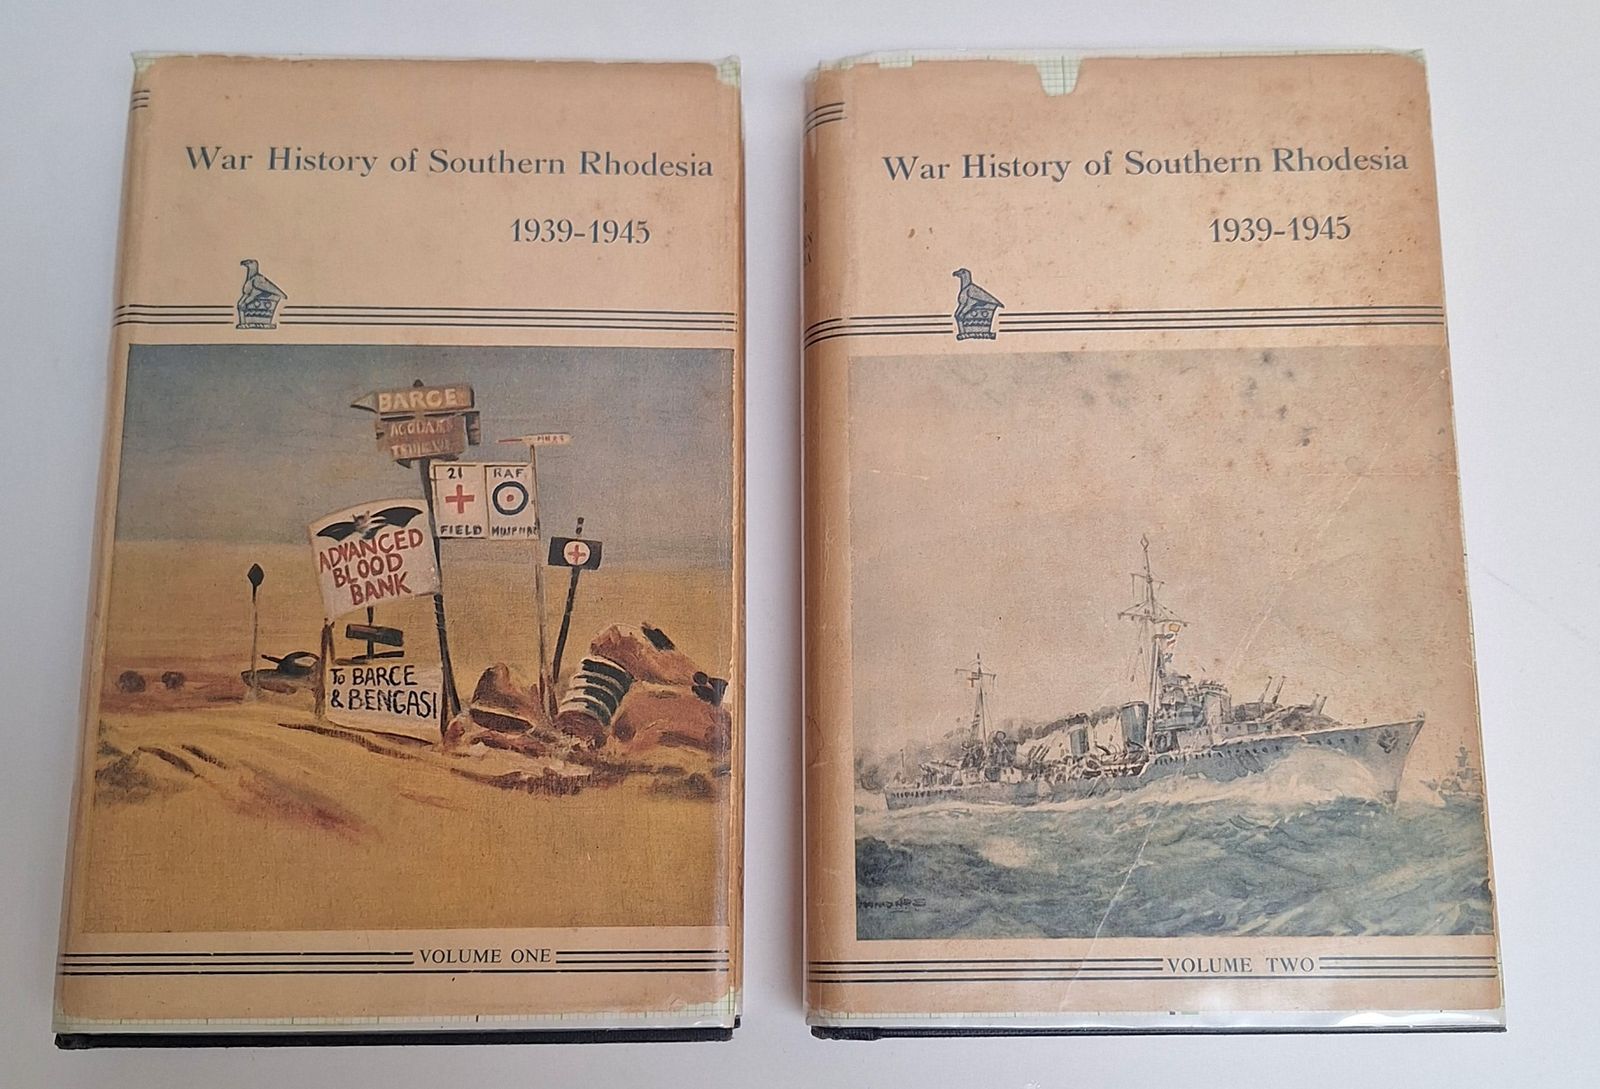 War History of Southern Rhodesia
1939-1945
BARCE
21
FIELD
RAF
ADVANCED
BLOOD
BANK
To BARCE
& BENGASI
VOLUME ONE
War History of Southern Rhodesia
1939-1945
VOLUME TWO